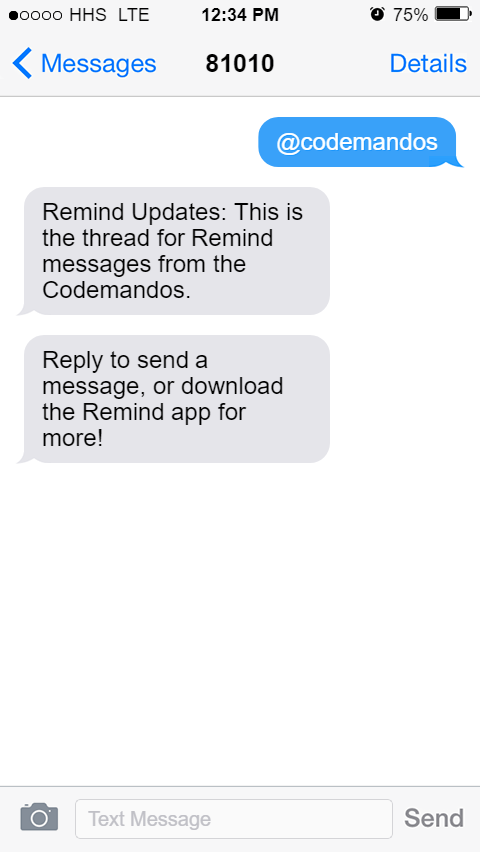 HHS LTE 12:34 PM 75%
Messages 81010 Details
@codemandos
Remind Updates: This is
the thread for Remind
messages from the
Codemandos.
Reply to send a
message, or download
the Remind app for
more!
Text Message Send